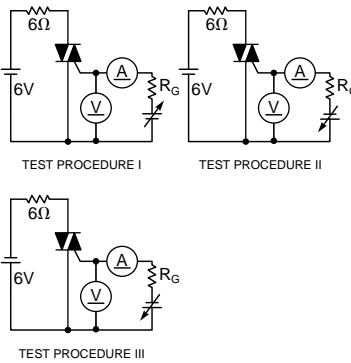 6Ω
A
RG
V
6V
TEST PROCEDURE I
6Ω
A
RG
V
6V
TEST PROCEDURE II
6Ω
A
RG
V
6V
TEST PROCEDURE III